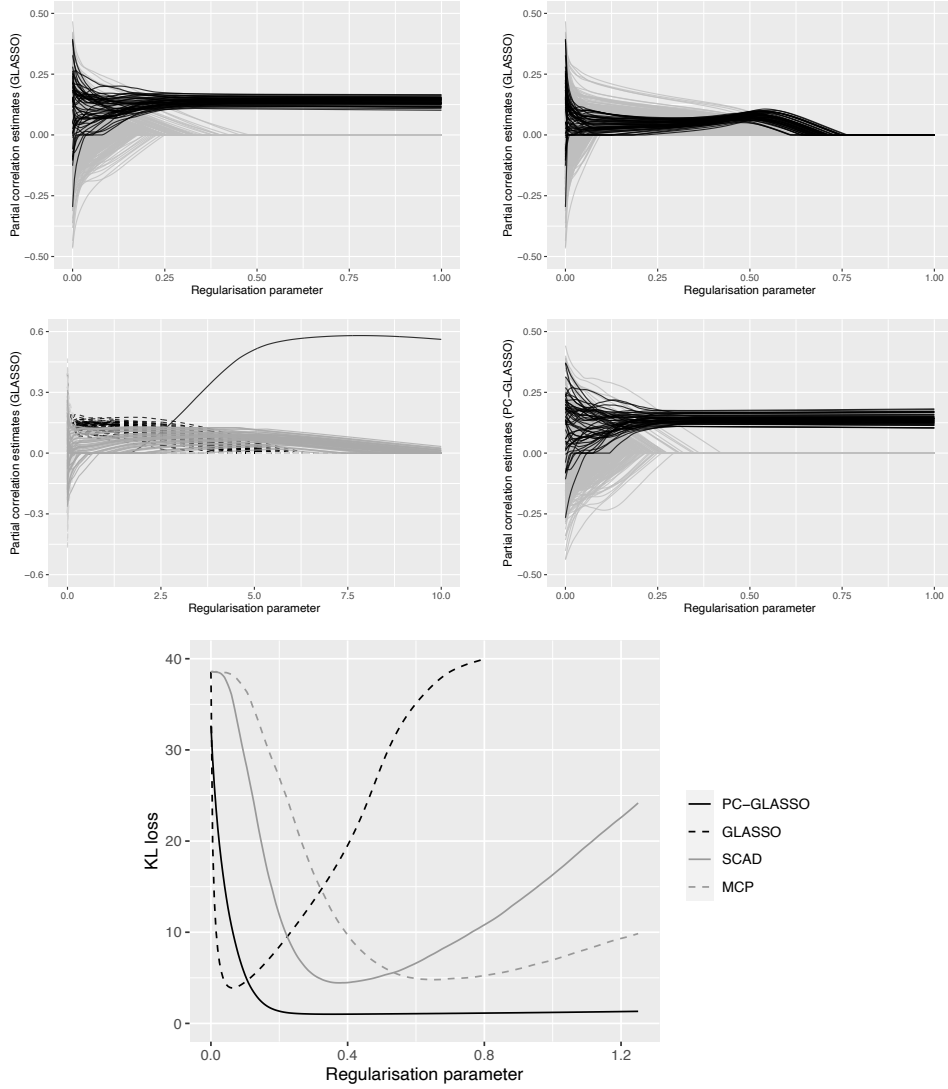 Partial correlation estimates (GLASSO)
0.50
0.25
0.00
−0.25
−0.50
0.00 0.25 0.50 0.75 1.00
Regularisation parameter
Partial correlation estimates (GLASSO)
0.50
0.25
0.00
−0.25
−0.50
0.00 0.25 0.50 0.75 1.00
Regularisation parameter
Partial correlation estimates (GLASSO)
0.6
0.3
0.0
−0.3
−0.6
0.0 2.5 5.0 7.5 10.0
Regularisation parameter
Partial correlation estimates (PC−GLASSO)
0.50
0.25
0.00
−0.25
−0.50
0.00 0.25 0.50 0.75 1.00
Regularisation parameter
KL loss
40
30
20
10
0
0.0 0.4 0.8 1.2
Regularisation parameter
PC−GLASSO
GLASSO
SCAD
MCP